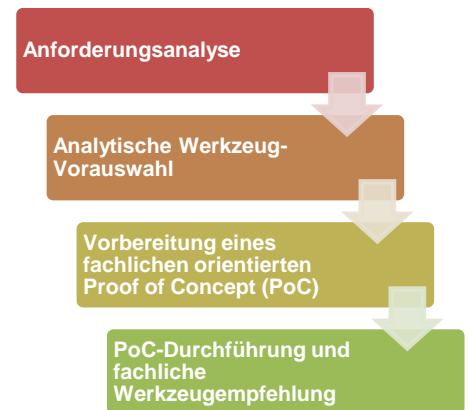 Anforderungsanalyse
Analytische Werkzeug-
Vorauswahl
Vorbereitung eines
fachlichen orientierten
Proof of Concept (PoC)
PoC-Durchführung und
fachliche
Werkzeugempfehlung